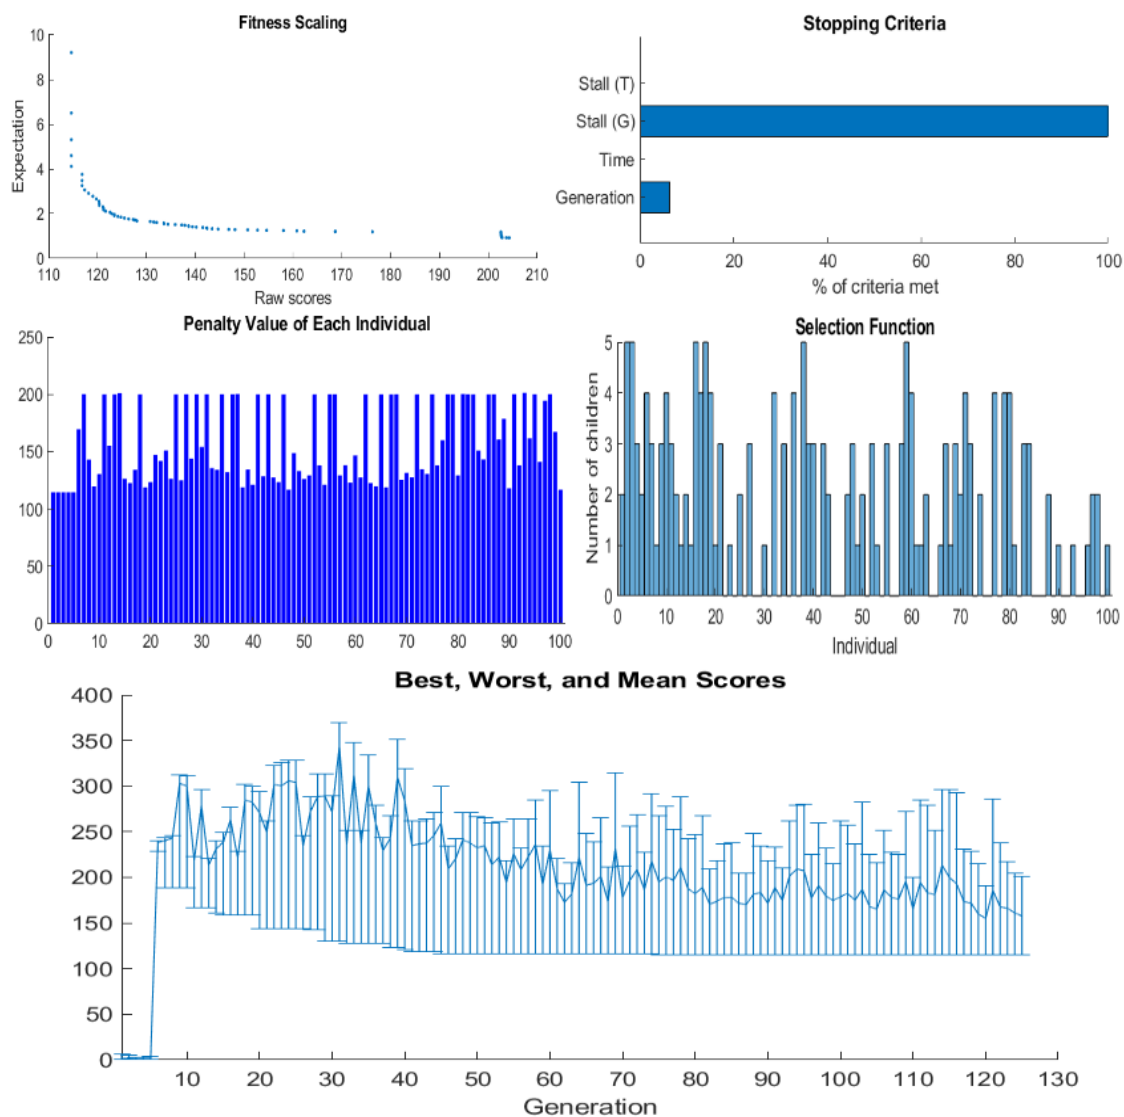 Fitness Scaling
10
8
6
4
2
0
Expectation
110 120 130 140 150 160 170 180 190 200 210
Raw scores
Stopping Criteria
Stall (T)
Stall (G)
Time
Generation
0 20 40 60 80 100
% of criteria met
Penalty Value of Each Individual
250
200
150
100
50
0
0 10 20 30 40 50 60 70 80 90 100
Selection Function
5
4
3
2
1
0
Number of children
0 10 20 30 40 50 60 70 80 90 100
Individual
Best, Worst, and Mean Scores
400
350
300
250
200
150
100
50
0
10 20 30 40 50 60 70 80 90 100 110 120 130
Generation